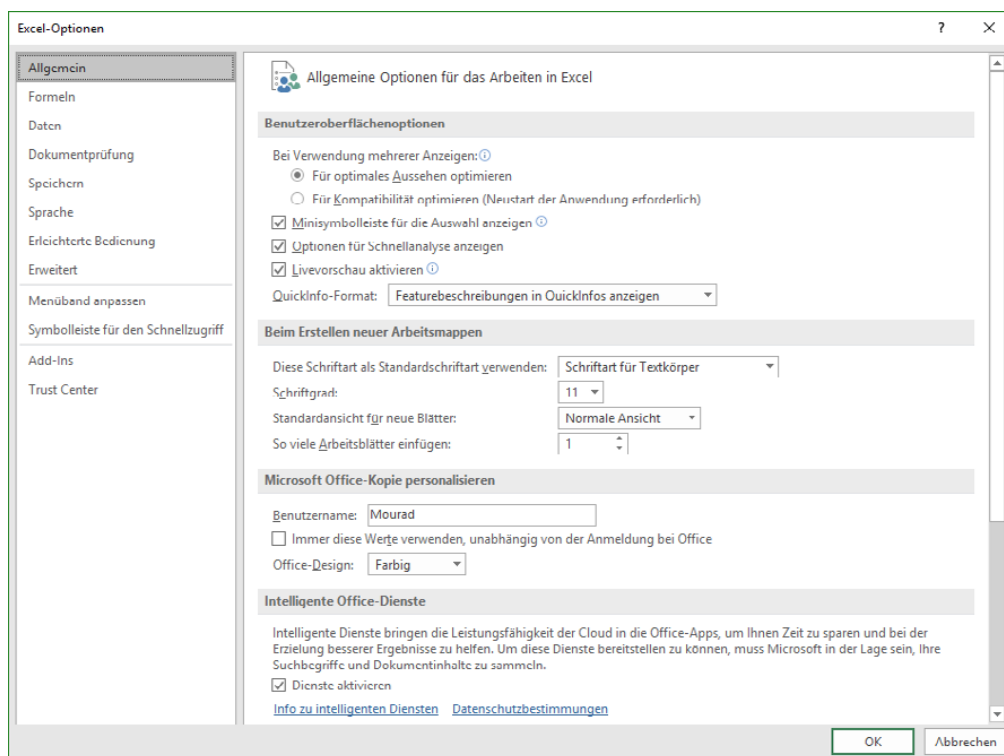 Excel-Optionen
?
Allgemein
Formeln
Daten
Dokumentprüfung
Speichern
Sprache
Erleichterte Bedienung
Erweitert
Menüband anpassen
Symbolleiste für den Schnellzugriff
Add-Ins
Trust Center
Allgemeine Optionen für das Arbeiten in Excel
Benutzeroberflächenoptionen
Bei Verwendung mehrerer Anzeigen:
Für optimales Aussehen optimieren
Für Kompatibilität optimieren (Neustart der Anwendung erforderlich)
Minisymbolleiste für die Auswahl anzeigen
Optionen für Schnellanalyse anzeigen
Livevorschau aktivieren
QuickInfo-Format: Featurebeschreibungen in QuickInfos anzeigen
Beim Erstellen neuer Arbeitsmappen
Diese Schriftart als Standardschriftart verwenden: Schriftart für Textkörper
Schriftgrad: 11
Standardansicht für neue Blätter: Normale Ansicht
So viele Arbeitsblätter einfügen: 1
Microsoft Office-Kopie personalisieren
Benutzername: Mourad
Immer diese Werte verwenden, unabhängig von der Anmeldung bei Office
Office-Design: Farbig
Intelligente Office-Dienste
Intelligente Dienste bringen die Leistungsfähigkeit der Cloud in die Office-Apps, um Ihnen Zeit zu sparen und bei der
Erzielung besserer Ergebnisse zu helfen. Um diese Dienste bereitstellen zu können, muss Microsoft in der Lage sein, Ihre
Suchbegriffe und Dokumentinhalte zu sammeln.
Dienste aktivieren
Info zu intelligenten Diensten Datenschutzbestimmungen
OK Abbrechen